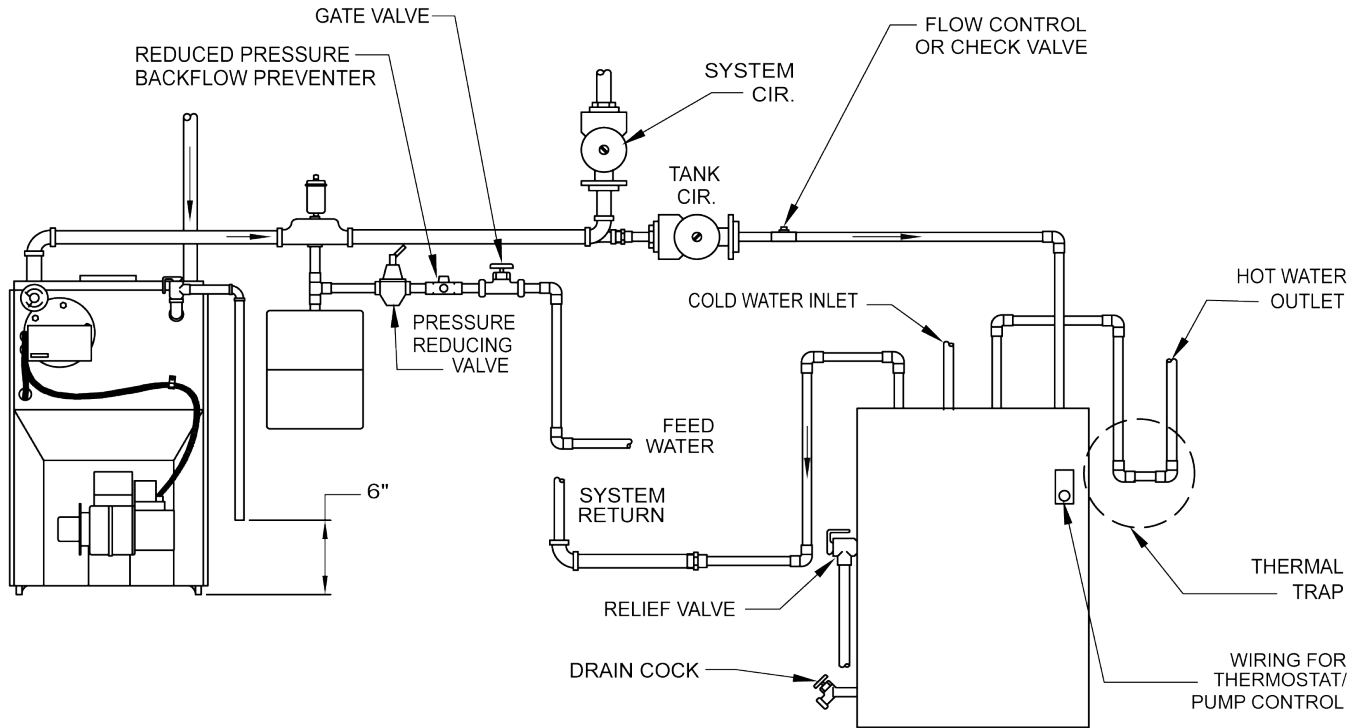 GATE VALVE
REDUCED PRESSURE
BACKFLOW PREVENTER
SYSTEM
CIR.
FLOW CONTROL
OR CHECK VALVE
TANK
CIR.
HOT WATER
OUTLET
COLD WATER INLET
PRESSURE
REDUCING
VALVE
FEED
WATER
6"
SYSTEM
RETURN
RELIEF VALVE
THERMAL
TRAP
DRAIN COCK
WIRING FOR
THERMOSTAT/
PUMP CONTROL